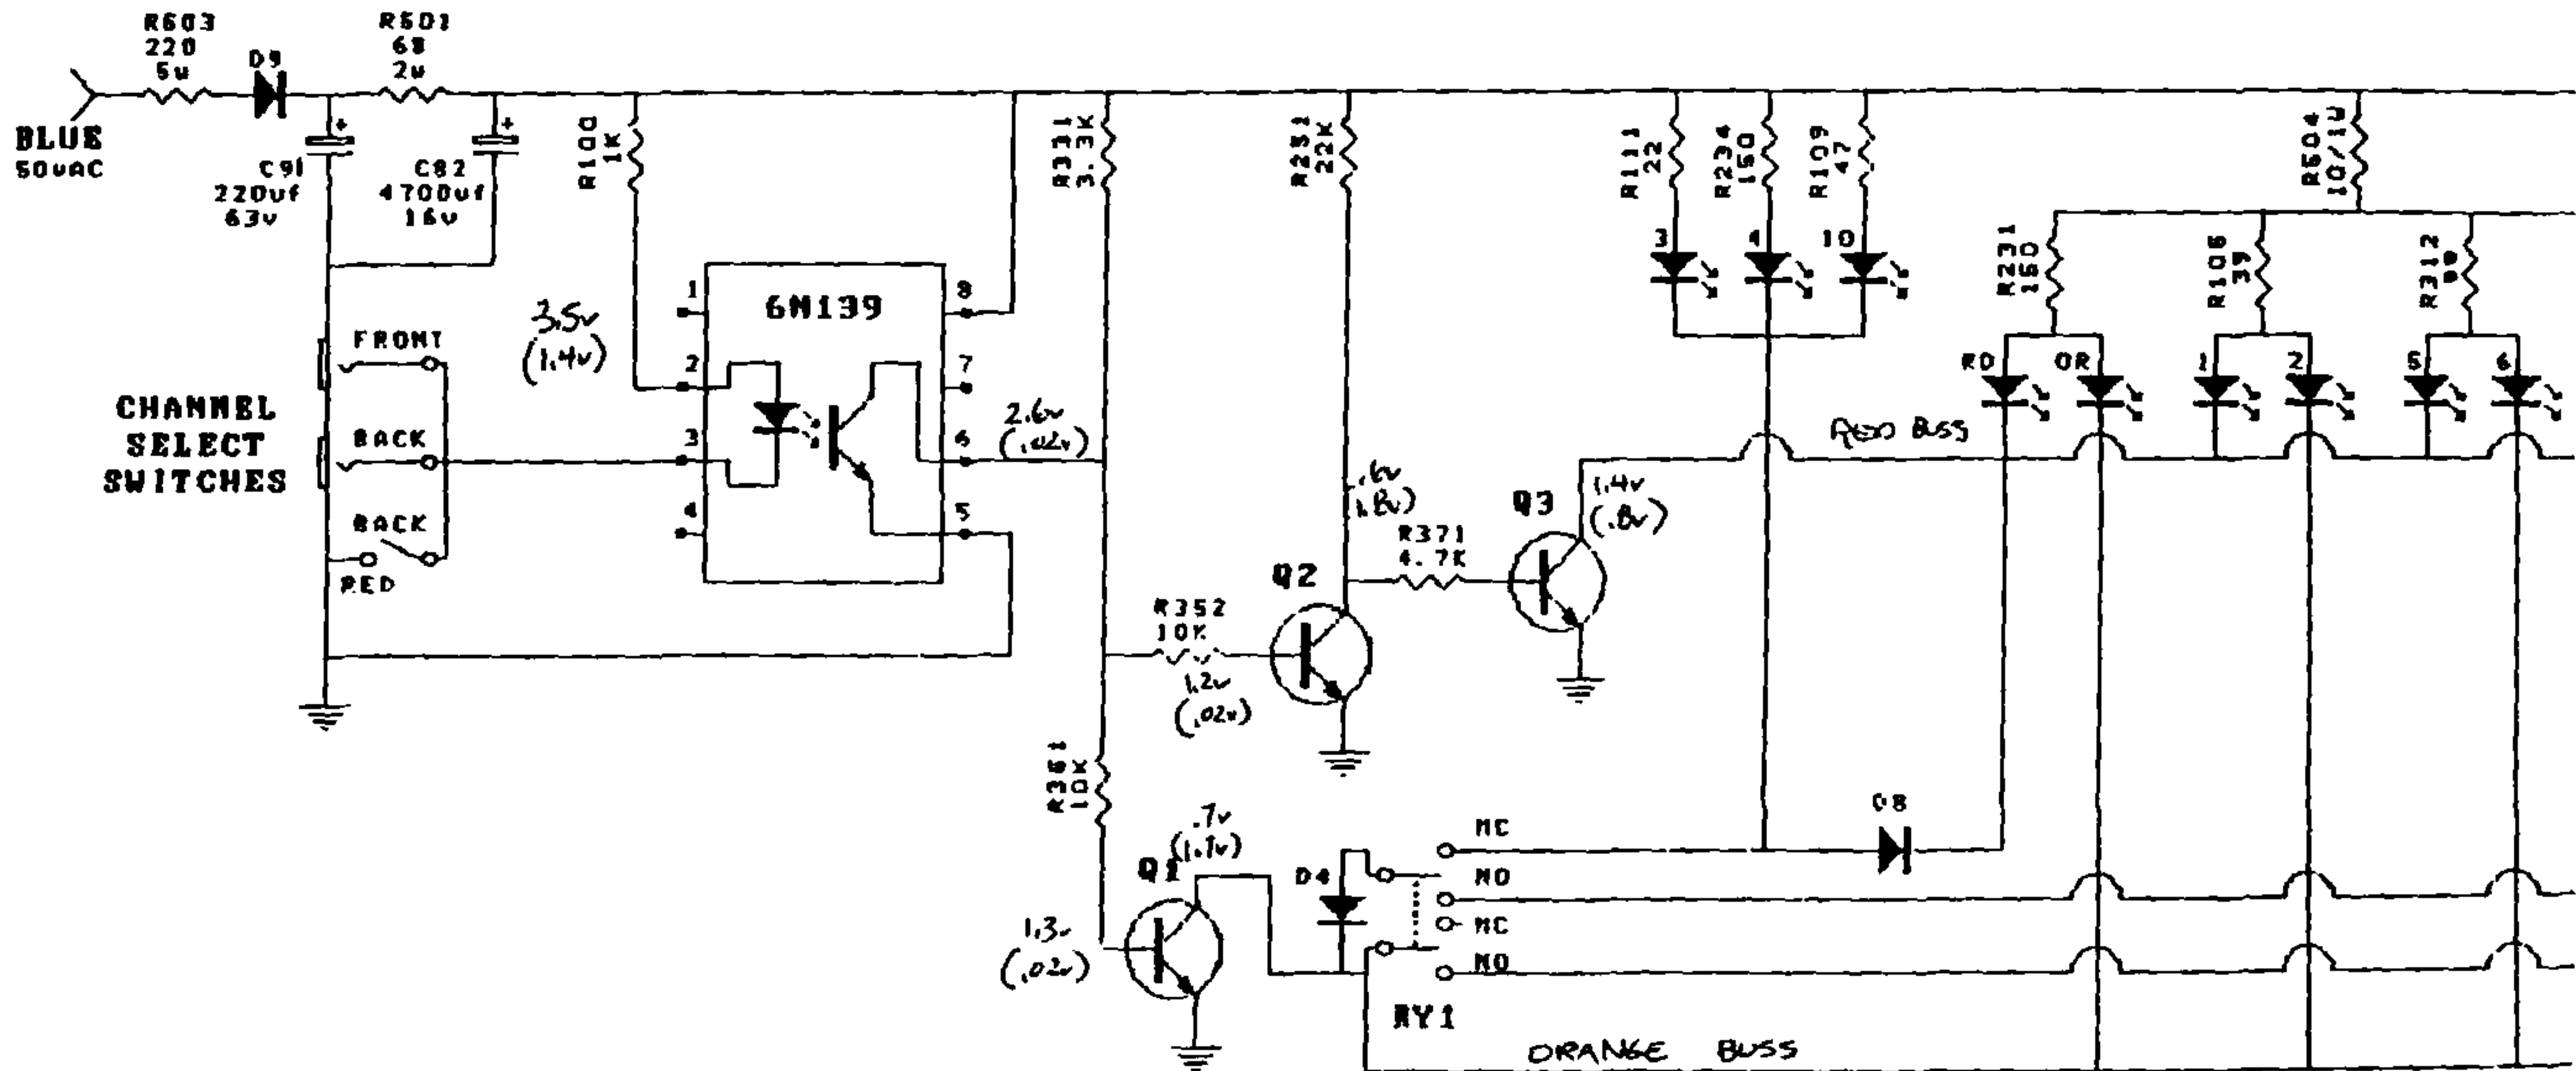 R603
220
5w
D9
R501
68
2w
BLUE
50vAC
C91
220uf
63v
C82
4700uf
16v
R100
1K
R331
3.3K
R251
22K
R111
22
R234
150
R109
47
R504
10/1W
3
4
10
R231
150
R106
39
R312
RD
OR
1
2
5
6
6N139
1
2
3
4
8
7
6
5
3.5v
(1.4v)
2.6v
(.02v)
CHANNEL
SELECT
SWITCHES
FRONT
BACK
BACK
RED
RED BUSS
.6v
1.8v)
Q2
R371
4.7K
Q3
1.4v
(.8v)
R352
10K
1.2v
(.02v)
R361
10K
.7v
Q1
1.3v
(.02v)
D4
NC
NO
NC
NO
D8
RY1
ORANGE BUSS